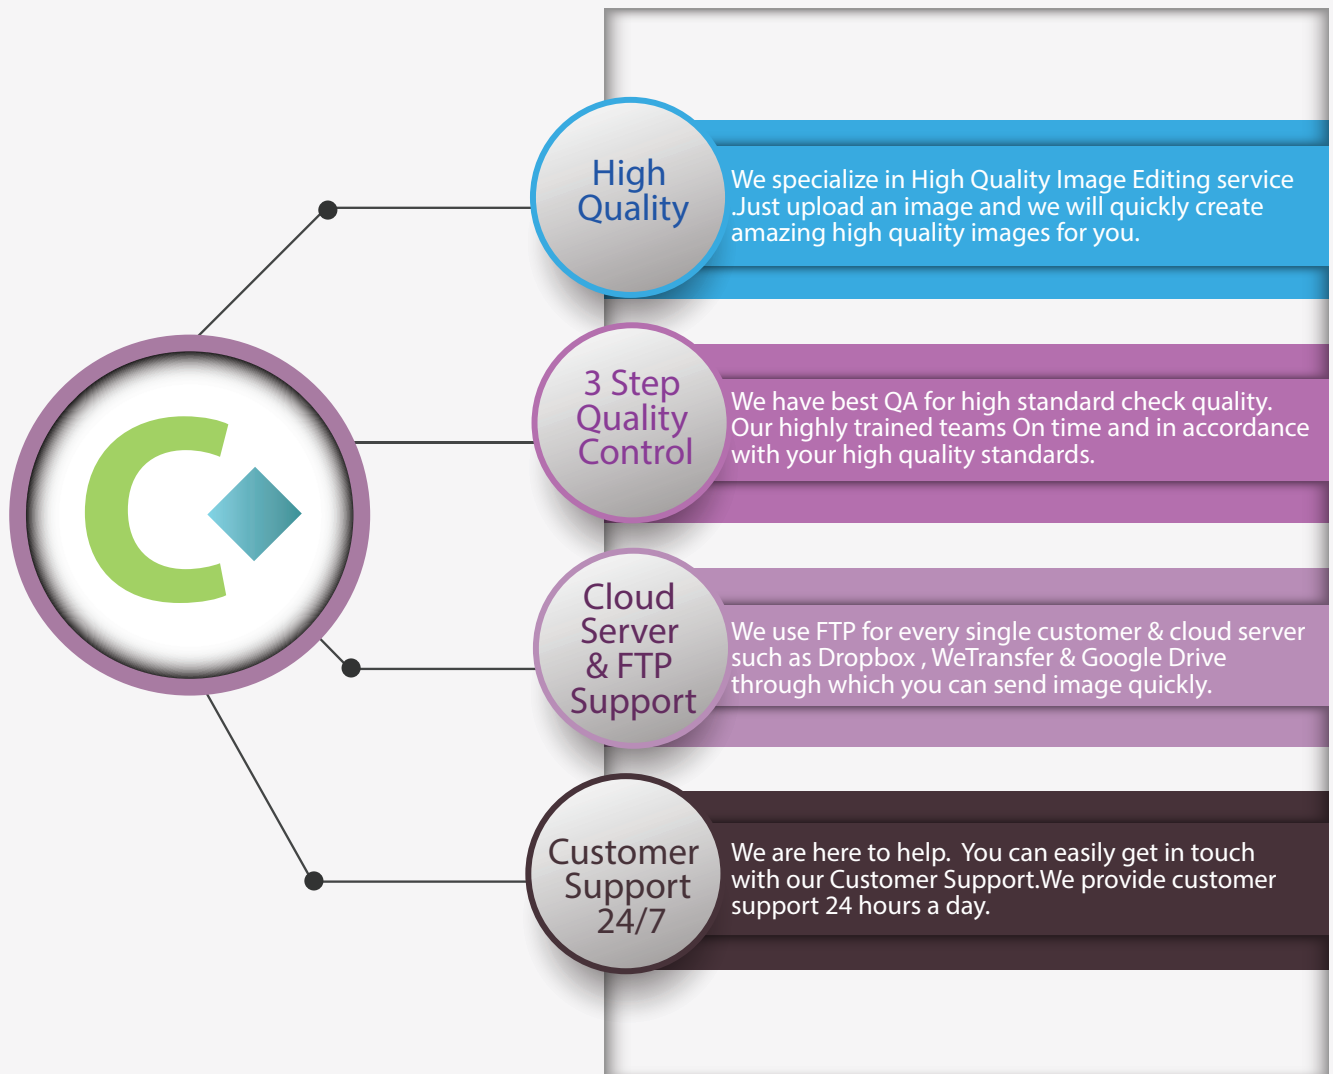 C
High
Quality
We specialize in High Quality Image Editing service
.Just upload an image and we will quickly create
amazing high quality images for you.
3 Step
Quality
Control
We have best QA for high standard check quality.
Our highly trained teams On time and in accordance
with your high quality standards.
Cloud
Server
& FTP
Support
We use FTP for every single customer & cloud server
such as Dropbox , WeTransfer & Google Drive
through which you can send image quickly.
Customer
Support
24/7
We are here to help.  You can easily get in touch
with our Customer Support.We provide customer
support 24 hours a day.